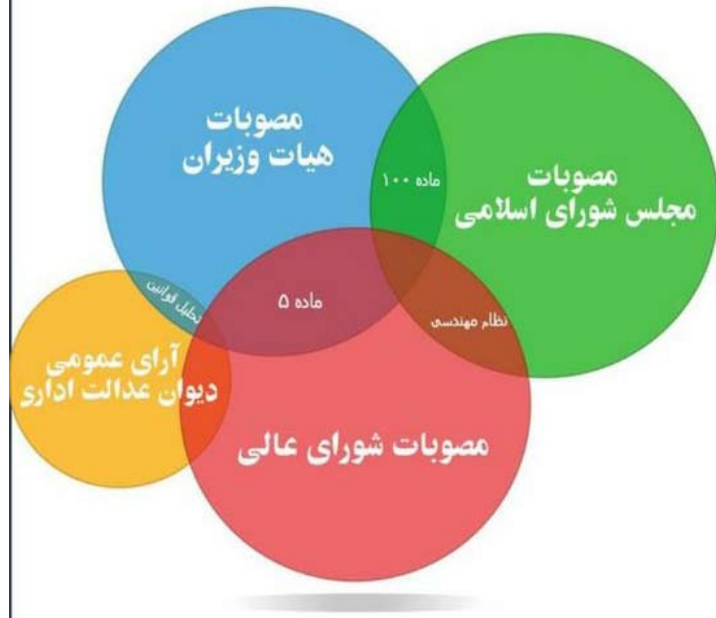 مصوبات
هیات وزیران
مصوبات
مجلس شورای اسلامی
ماده ۱۰۰
ماده ۵
نظام مهندسی
تحلیل قوانین
آرای عمومی
دیوان عدالت اداری
مصوبات شورای عالی